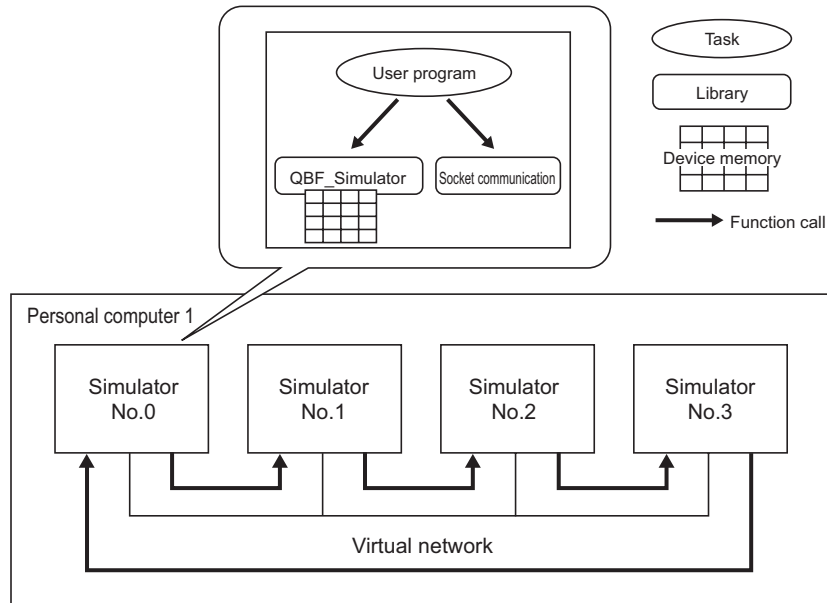 User program
QBF_Simulator
Socket communication
Task
Library
Device memory
Function call
Personal computer 1
Simulator
No.0
Simulator
No.1
Simulator
No.2
Simulator
No.3
Virtual network